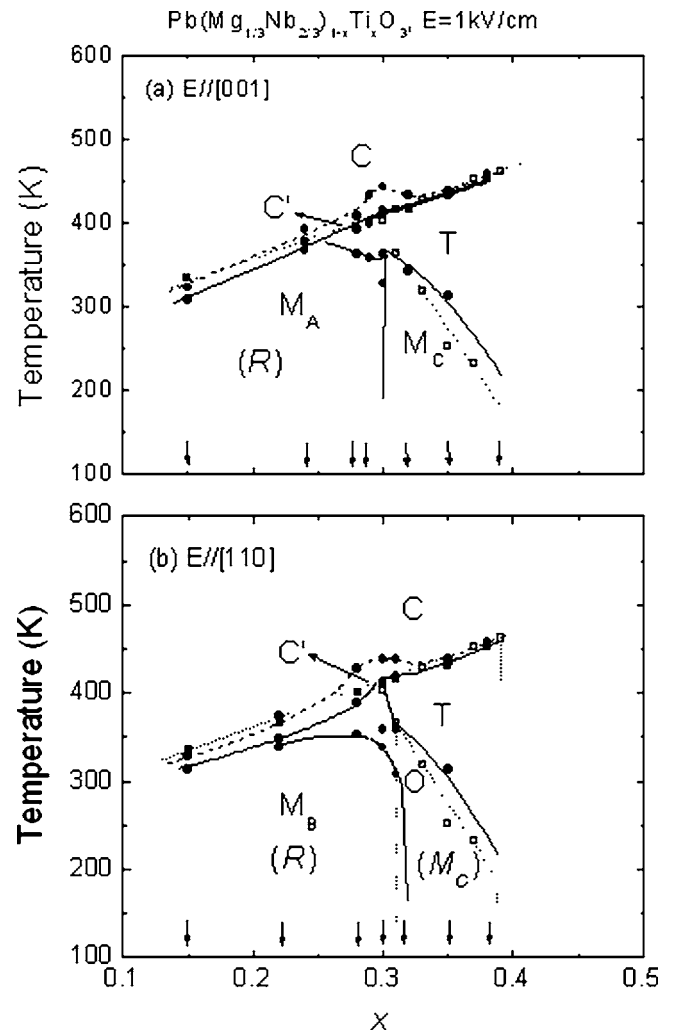 Pb(Mg1/3Nb2/3)1-xTixO3, E=1kV/cm
(a) E//[001]
600
500
400
300
200
100
Temperature (K)
C
C'
T
MA
(R)
Mc
(b) E//[110]
600
500
400
300
200
100
Temperature (K)
C
C'
T
O
MB
(R)
(Mc)
0.1 0.2 0.3 0.4 0.5
x